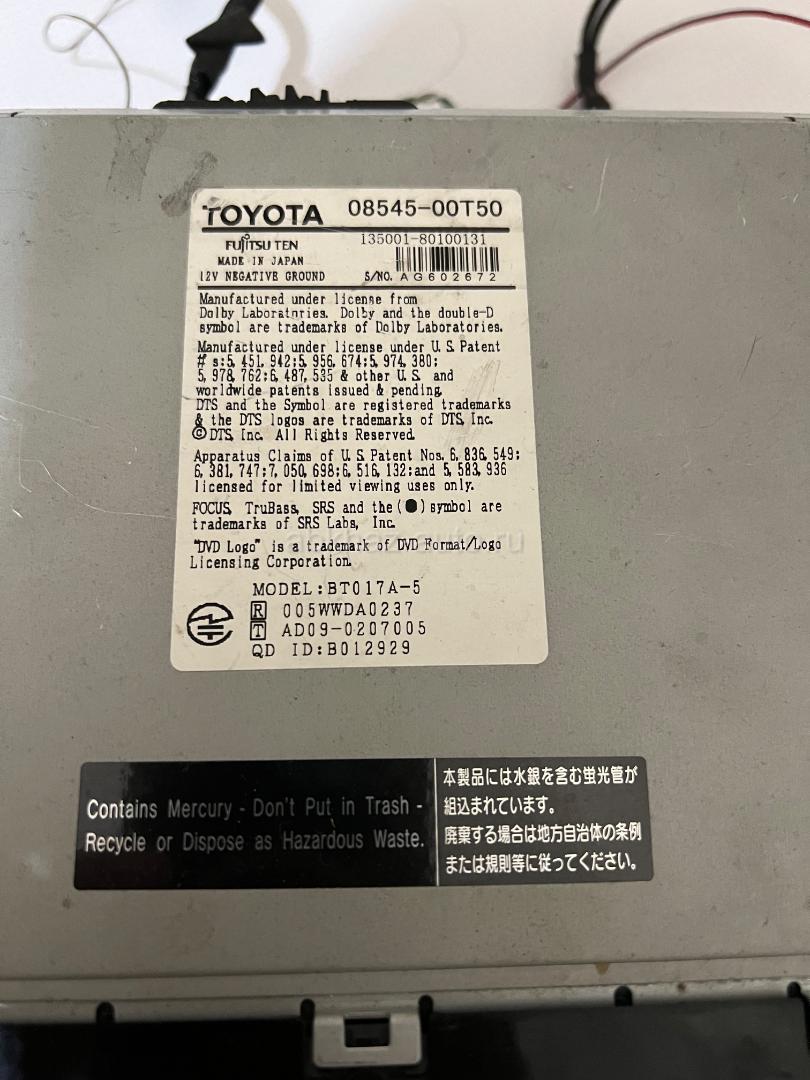 TOYOTA 08545-00T50
FUJITSU TEN 135001-80100131
MADE IN JAPAN
12V NEGATIVE GROUND S/NO. AG602672
Manufactured under license from
Dolby Laboratories. Dolby and the double-D
symbol are trademarks of Dolby Laboratories.
Manufactured under license under U.S. Patent
# s:5,451,942;5,956,674;5,974,380;
5,978,762;6,487,535 & other U.S. and
worldwide patents issued & pending.
DTS and the Symbol are registered trademarks
& the DTS logos are trademarks of DTS, Inc.
© DTS, Inc. All Rights Reserved.
Apparatus Claims of U.S. Patent Nos. 6,836,549;
6,381,747;7,050,698;6,516,132;and 5,583,936
licensed for limited viewing uses only.
FOCUS, TruBass, SRS and the (●) symbol are
trademarks of SRS Labs, Inc.
"DVD Logo" is a trademark of DVD Format/Logo
Licensing Corporation.
MODEL:BT017A-5
R 005WWDA0237
T AD09-0207005
QD ID:B012929
Contains Mercury - Don't Put in Trash -
Recycle or Dispose as Hazardous Waste.
本製品には水銀を含む蛍光管が
組込まれています。
廃棄する場合は地方自治体の条例
または規則等に従ってください。